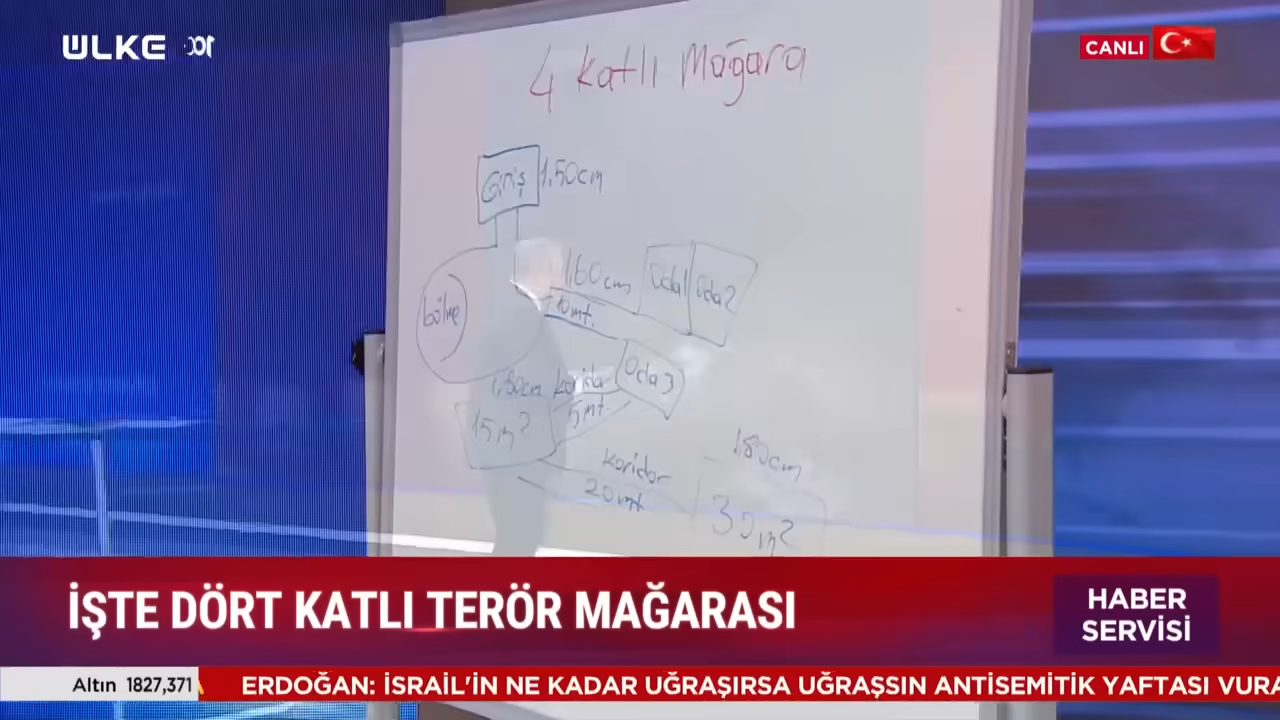 ÜLKE
CANLI
4 Katlı Mağara
Giriş
1.50cm
1.60cm
Oda1
Oda2
bölme
10mt.
1.80cm
koridor
Oda3
5mt.
15m²
koridor
20mt.
1.80cm
30m²
İŞTE DÖRT KATLI TERÖR MAĞARASI
HABER
SERVİSİ
Altın 1827,371
ERDOĞAN: İSRAİL'İN NE KADAR UĞRAŞIRSA UĞRAŞSIN ANTİSEMİTİK YAFTASI VURA